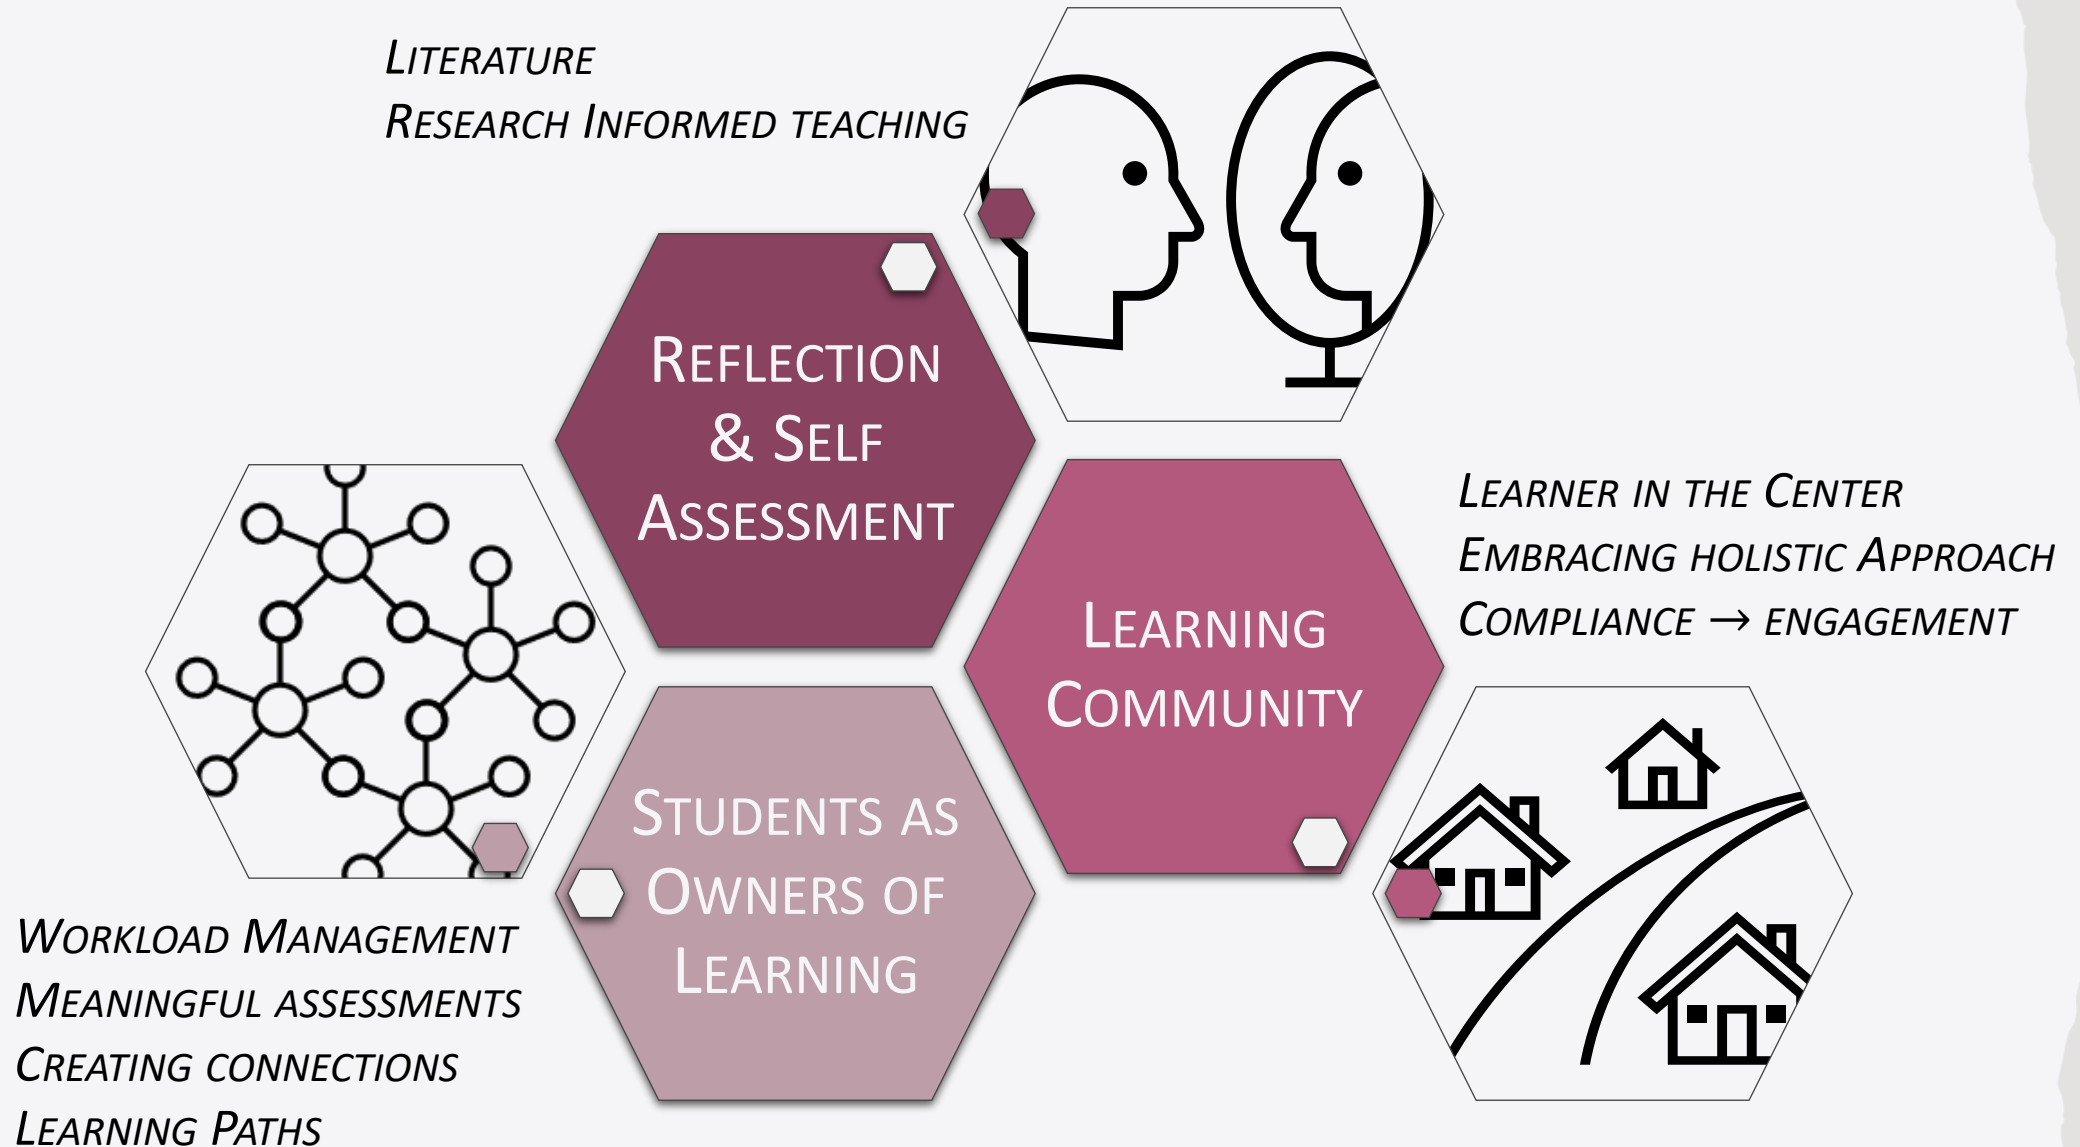 Literature
Research Informed teaching
Reflection
& Self
Assessment
Learning
Community
Learner in the Center
Embracing holistic Approach
Compliance → engagement
Students as
Owners of
Learning
Workload Management
Meaningful assessments
Creating connections
Learning Paths